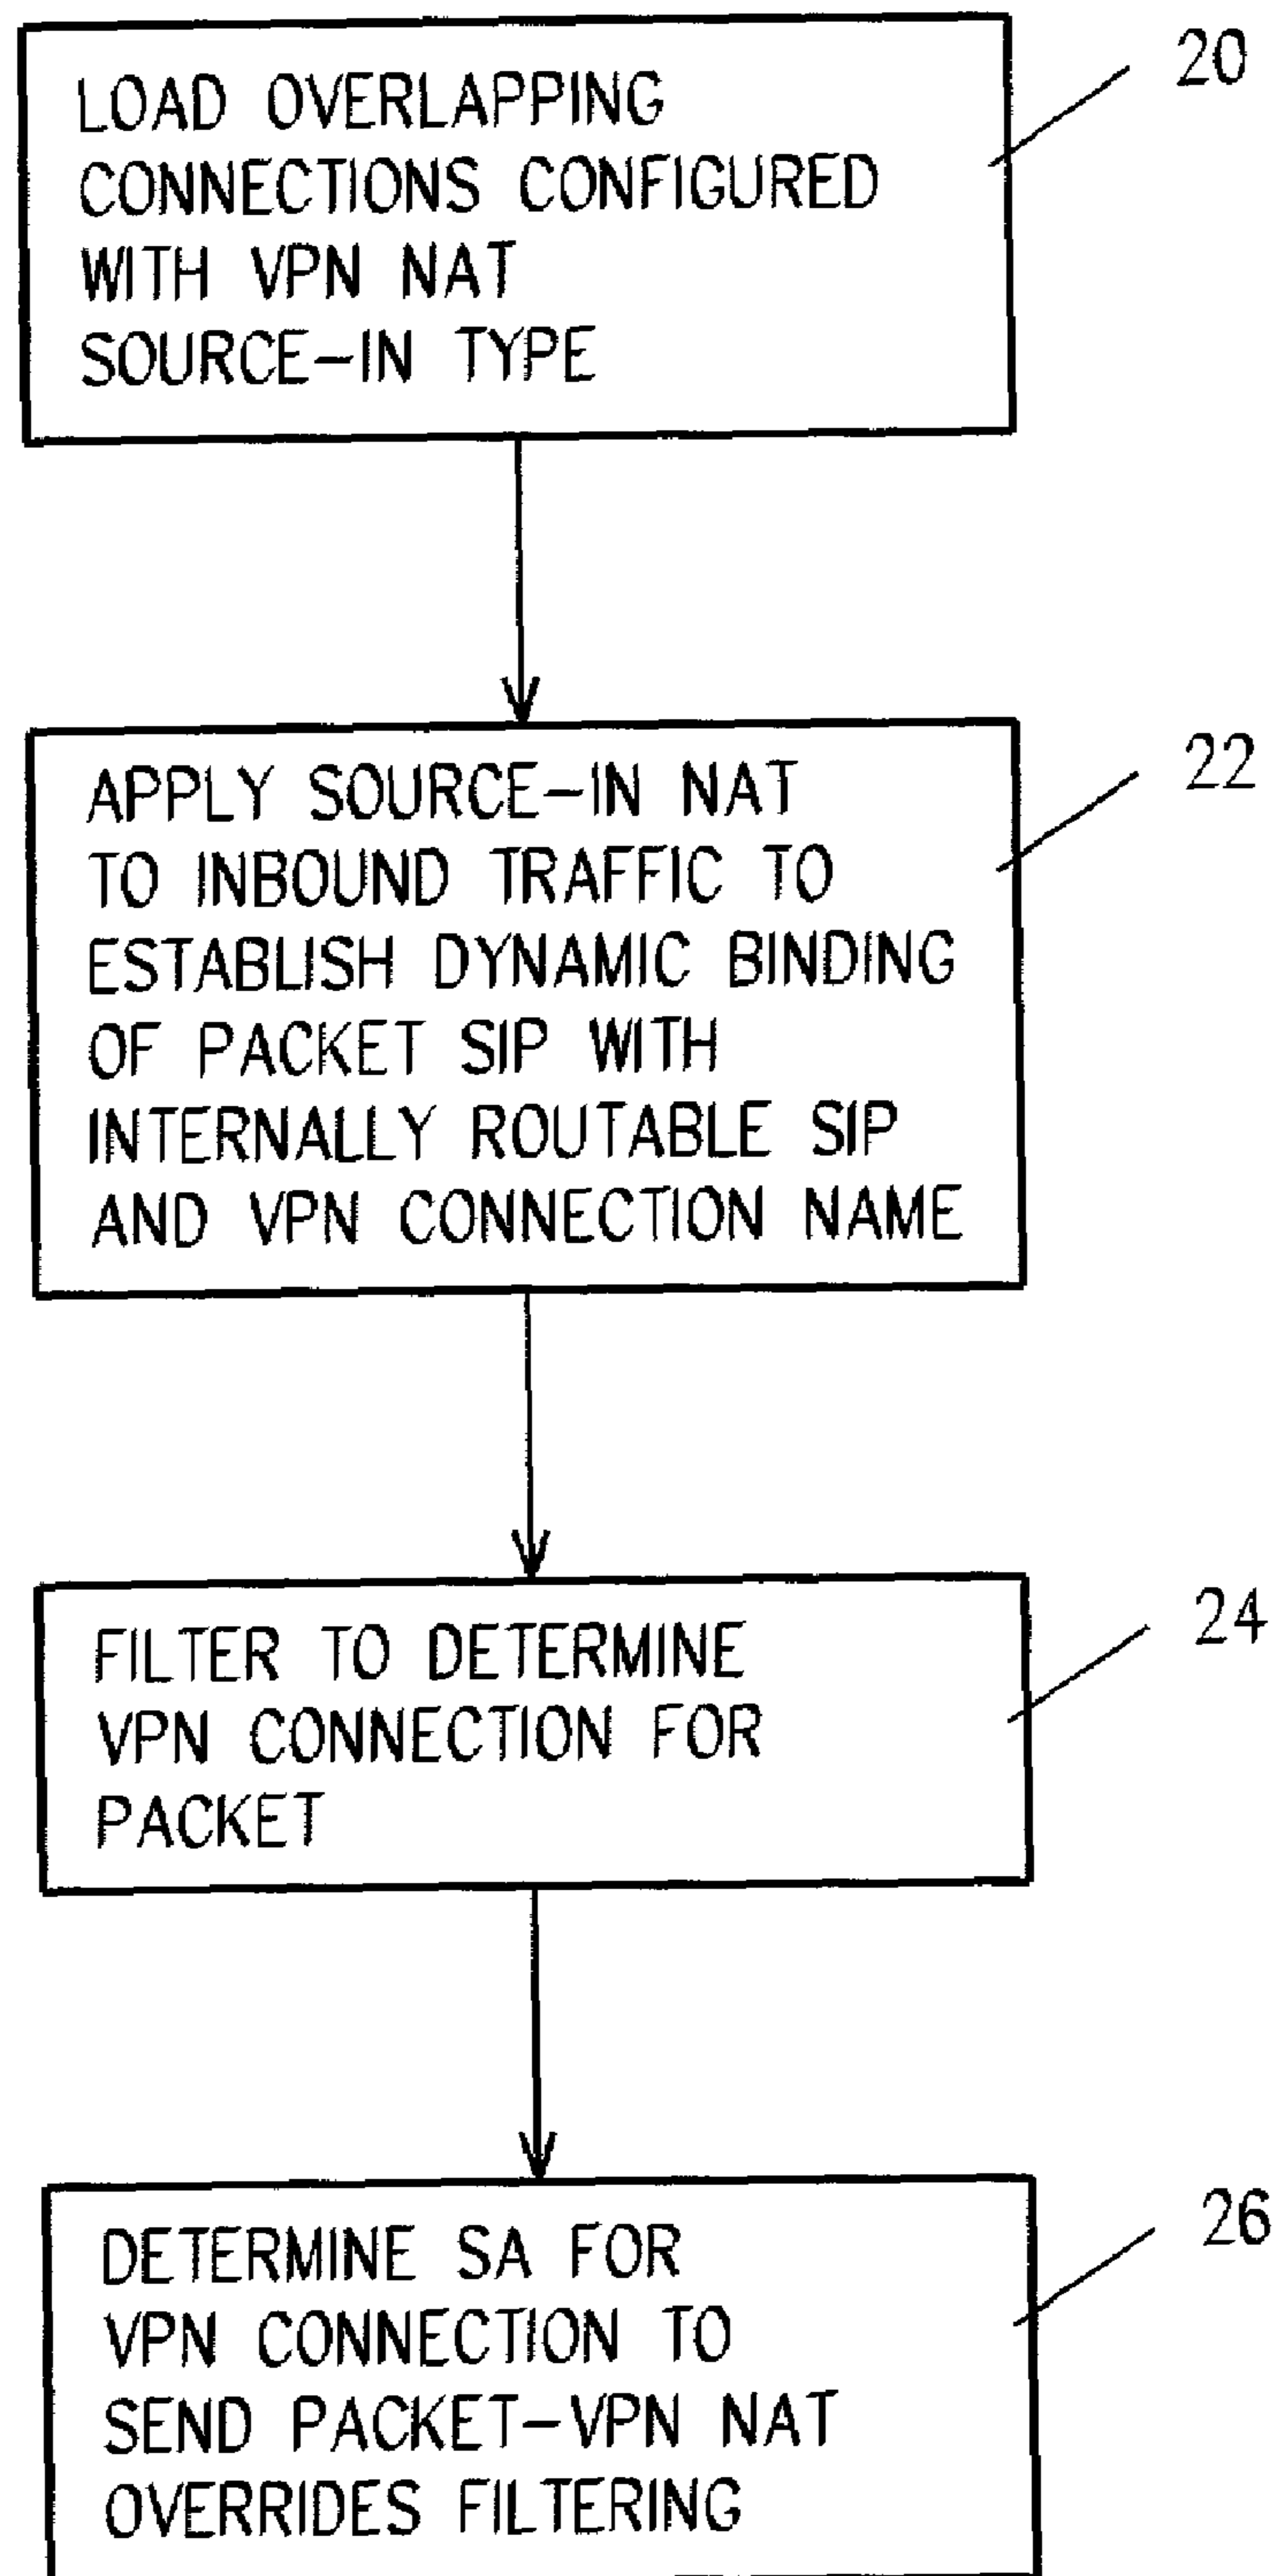 LOAD OVERLAPPING
CONNECTIONS CONFIGURED
WITH VPN NAT
SOURCE-IN TYPE
20
APPLY SOURCE-IN NAT
TO INBOUND TRAFFIC TO
ESTABLISH DYNAMIC BINDING
OF PACKET SIP WITH
INTERNALLY ROUTABLE SIP
AND VPN CONNECTION NAME
22
FILTER TO DETERMINE
VPN CONNECTION FOR
PACKET
24
DETERMINE SA FOR
VPN CONNECTION TO
SEND PACKET-VPN NAT
OVERRIDES FILTERING
26